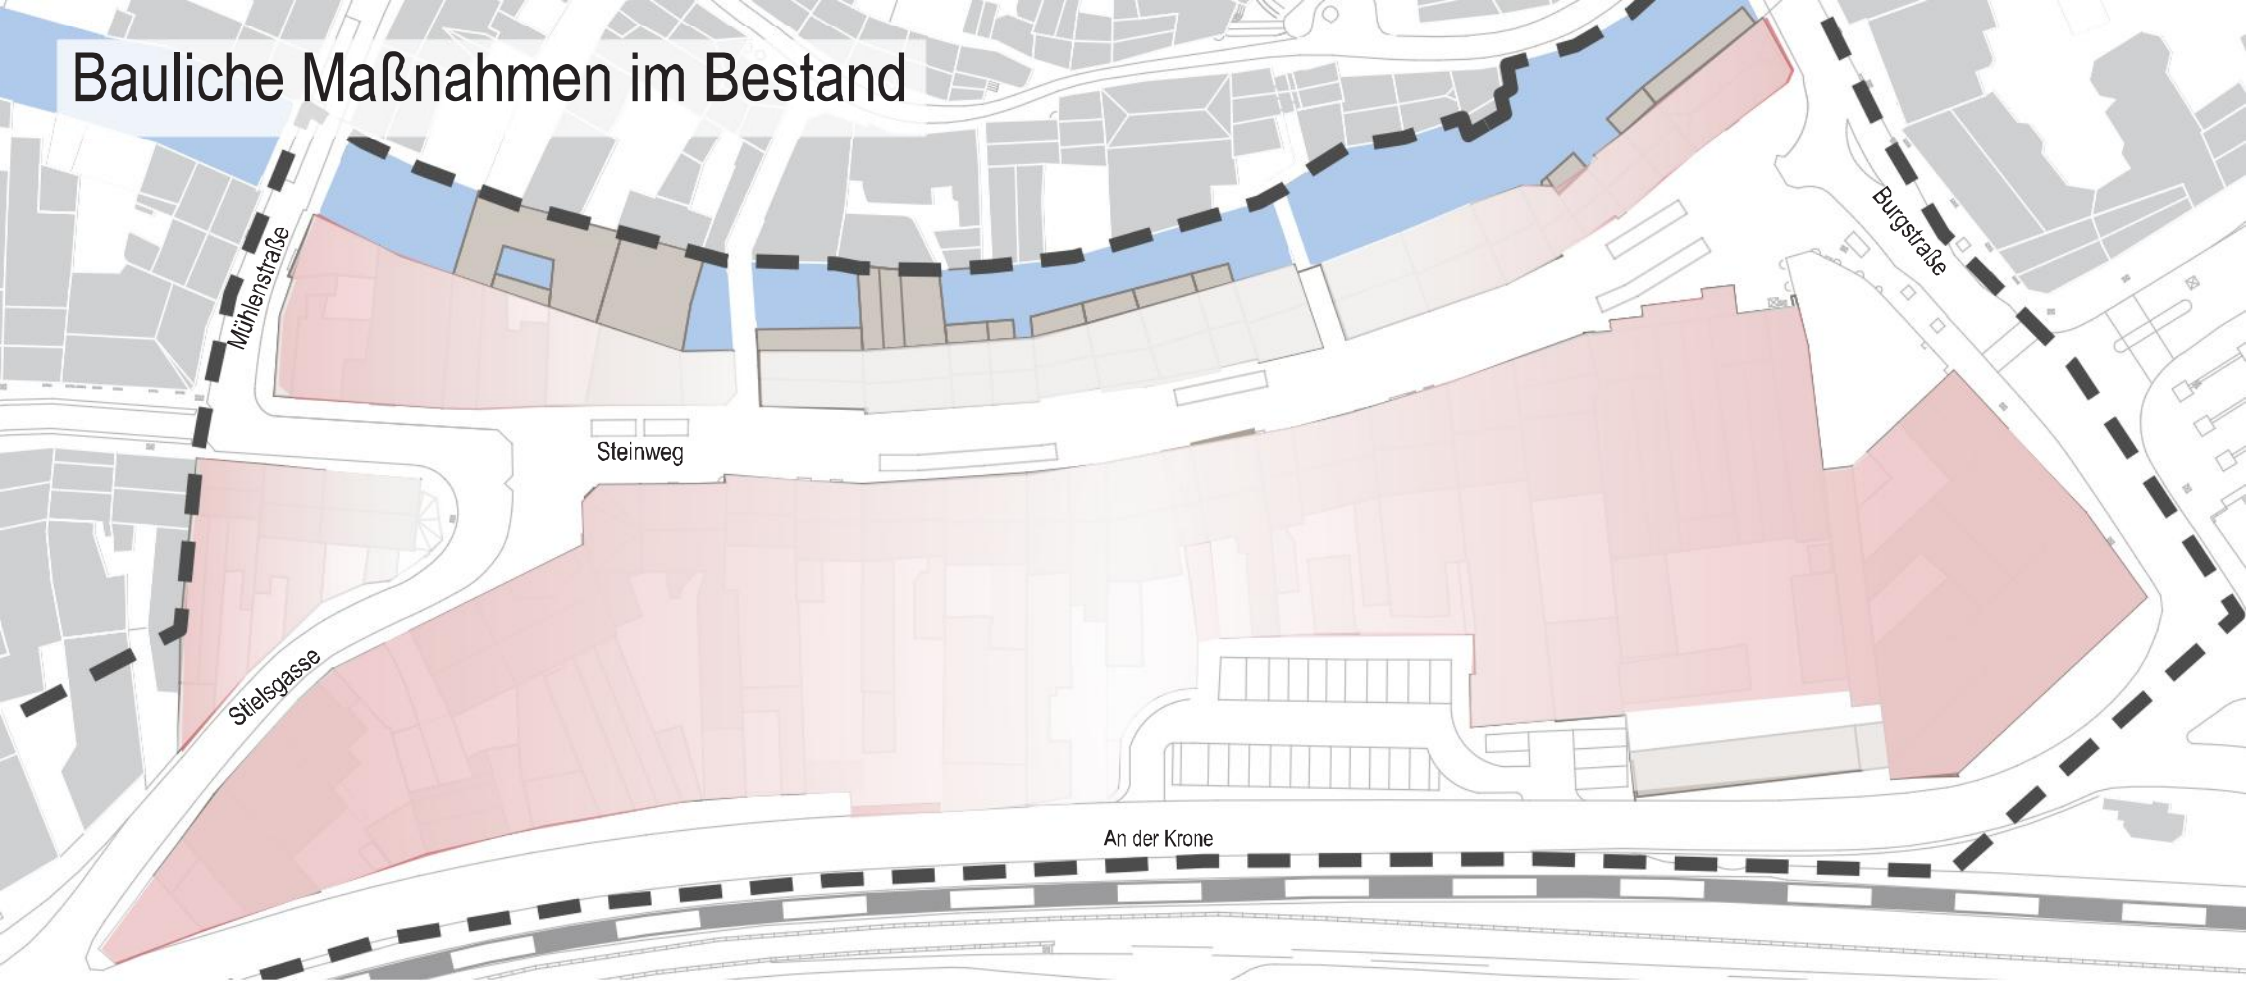 Bauliche Maßnahmen im Bestand
Mühlenstraße
Burgstraße
Steinweg
Stielsgasse
An der Krone